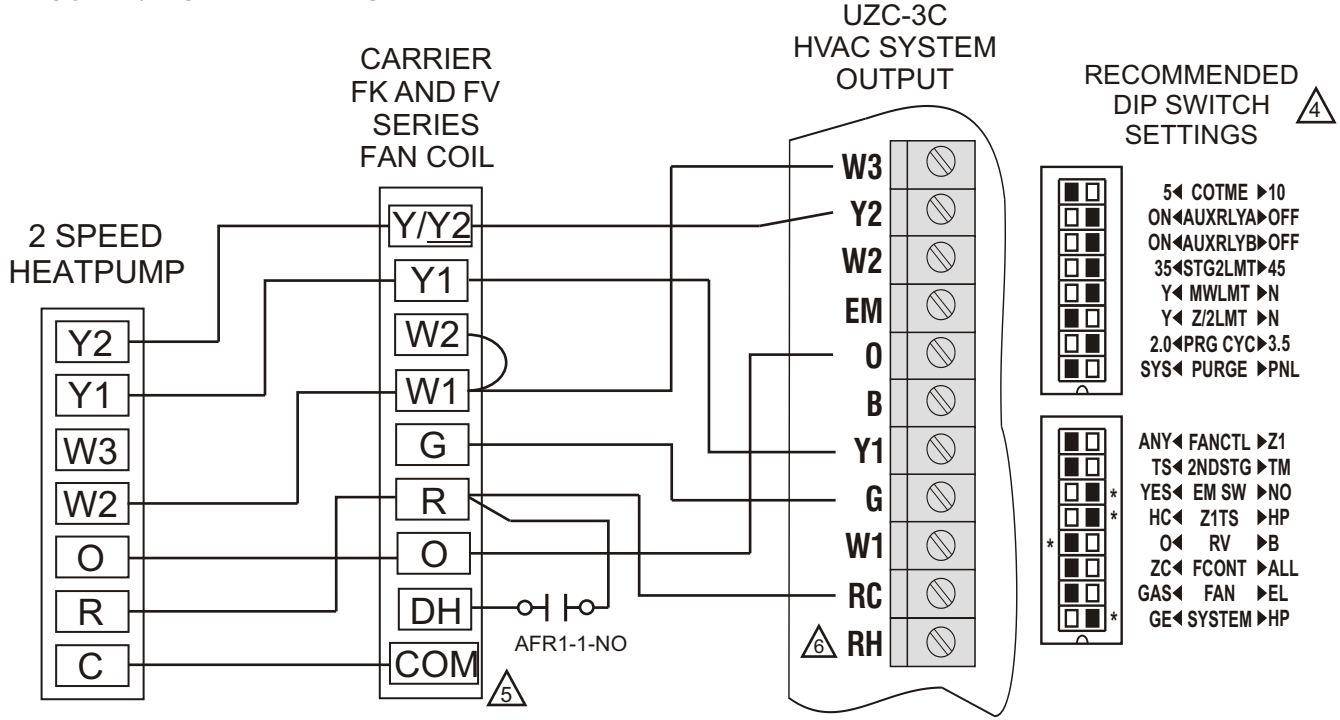 UZC-3C
HVAC SYSTEM
OUTPUT
CARRIER
FK AND FV
SERIES
FAN COIL
RECOMMENDED
DIP SWITCH
SETTINGS
4
2 SPEED
HEATPUMP
Y2
Y1
W3
W2
O
R
C
Y/Y2
Y1
W2
W1
G
R
O
DH
COM
AFR1-1-NO
5
W3
Y2
W2
EM
O
B
Y1
G
W1
RC
RH
6
5◄ COTME ►10
ON◄AUXRLYA►OFF
ON◄AUXRLYB►OFF
35◄STG2LMT►45
Y◄ MWLMT ►N
Y◄ Z/2LMT ►N
2.0◄PRG CYC►3.5
SYS◄ PURGE ►PNL
ANY◄ FANCTL ►Z1
TS◄ 2NDSTG ►TM
* YES◄ EM SW ►NO
* HC◄ Z1TS ►HP
* O◄ RV ►B
ZC◄ FCONT ►ALL
GAS◄ FAN ►EL
* GE◄ SYSTEM ►HP